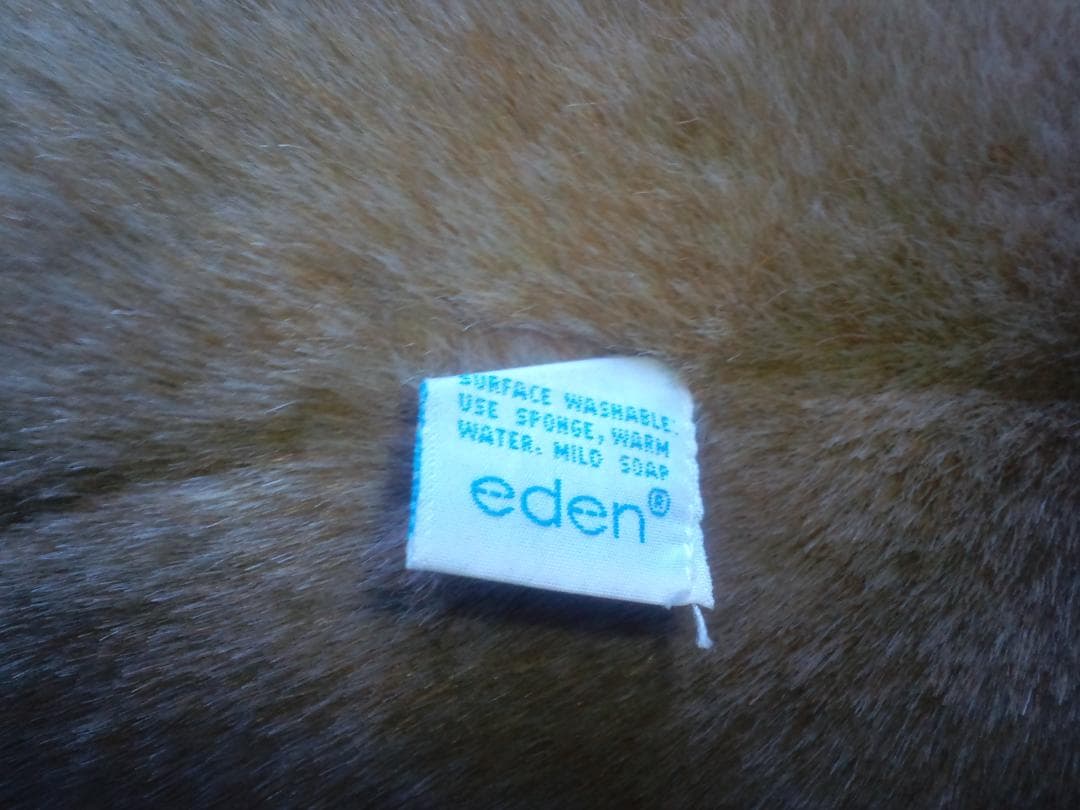 SURFACE WASHABLE:
USE SPONGE, WARM
WATER. MILD SOAP
eden®